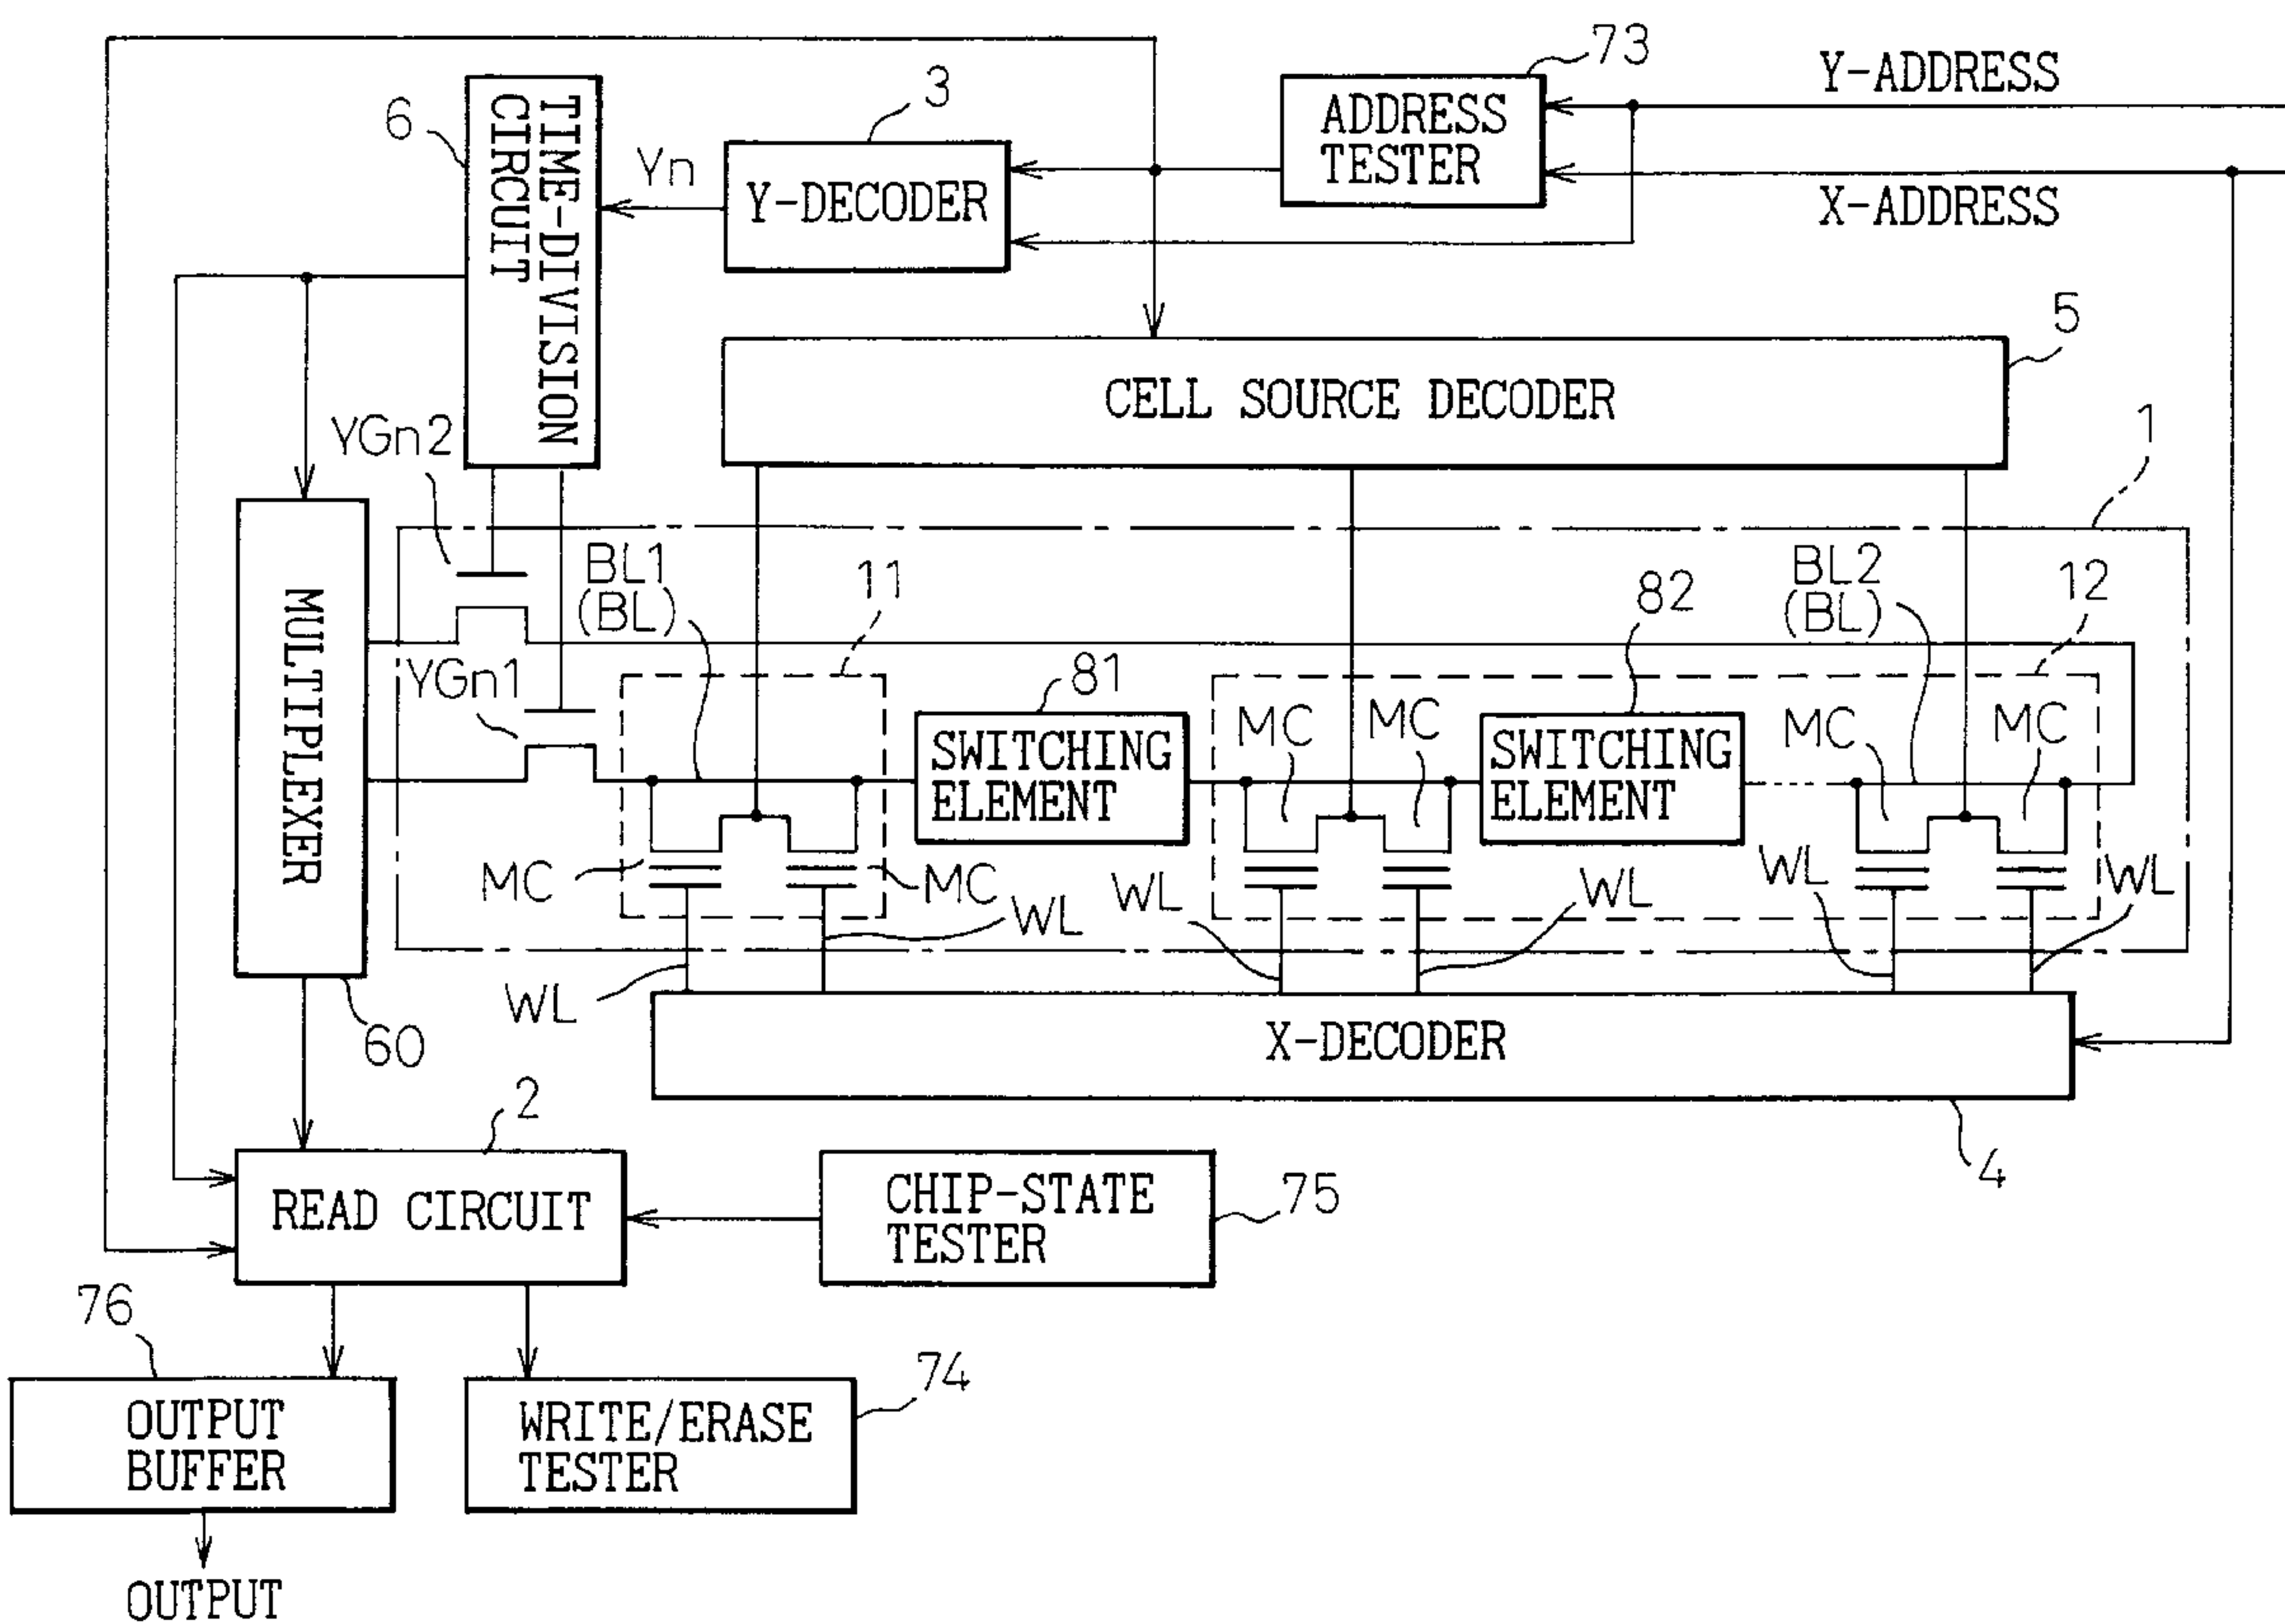 73
Y-ADDRESS
3
6
TIME-DIVISION
CIRCUIT
Yn
ADDRESS
TESTER
Y-DECODER
X-ADDRESS
5
CELL SOURCE DECODER
YGn2
1
BL1
(BL)
11
BL2
(BL)
12
82
MULTIPLEXER
YGn1
81
MC
MC
MC
MC
SWITCHING
ELEMENT
SWITCHING
ELEMENT
MC
MC
WL
WL
WL
WL
WL
WL
60
X-DECODER
2
4
READ CIRCUIT
CHIP-STATE
TESTER
75
76
74
OUTPUT
BUFFER
WRITE/ERASE
TESTER
OUTPUT